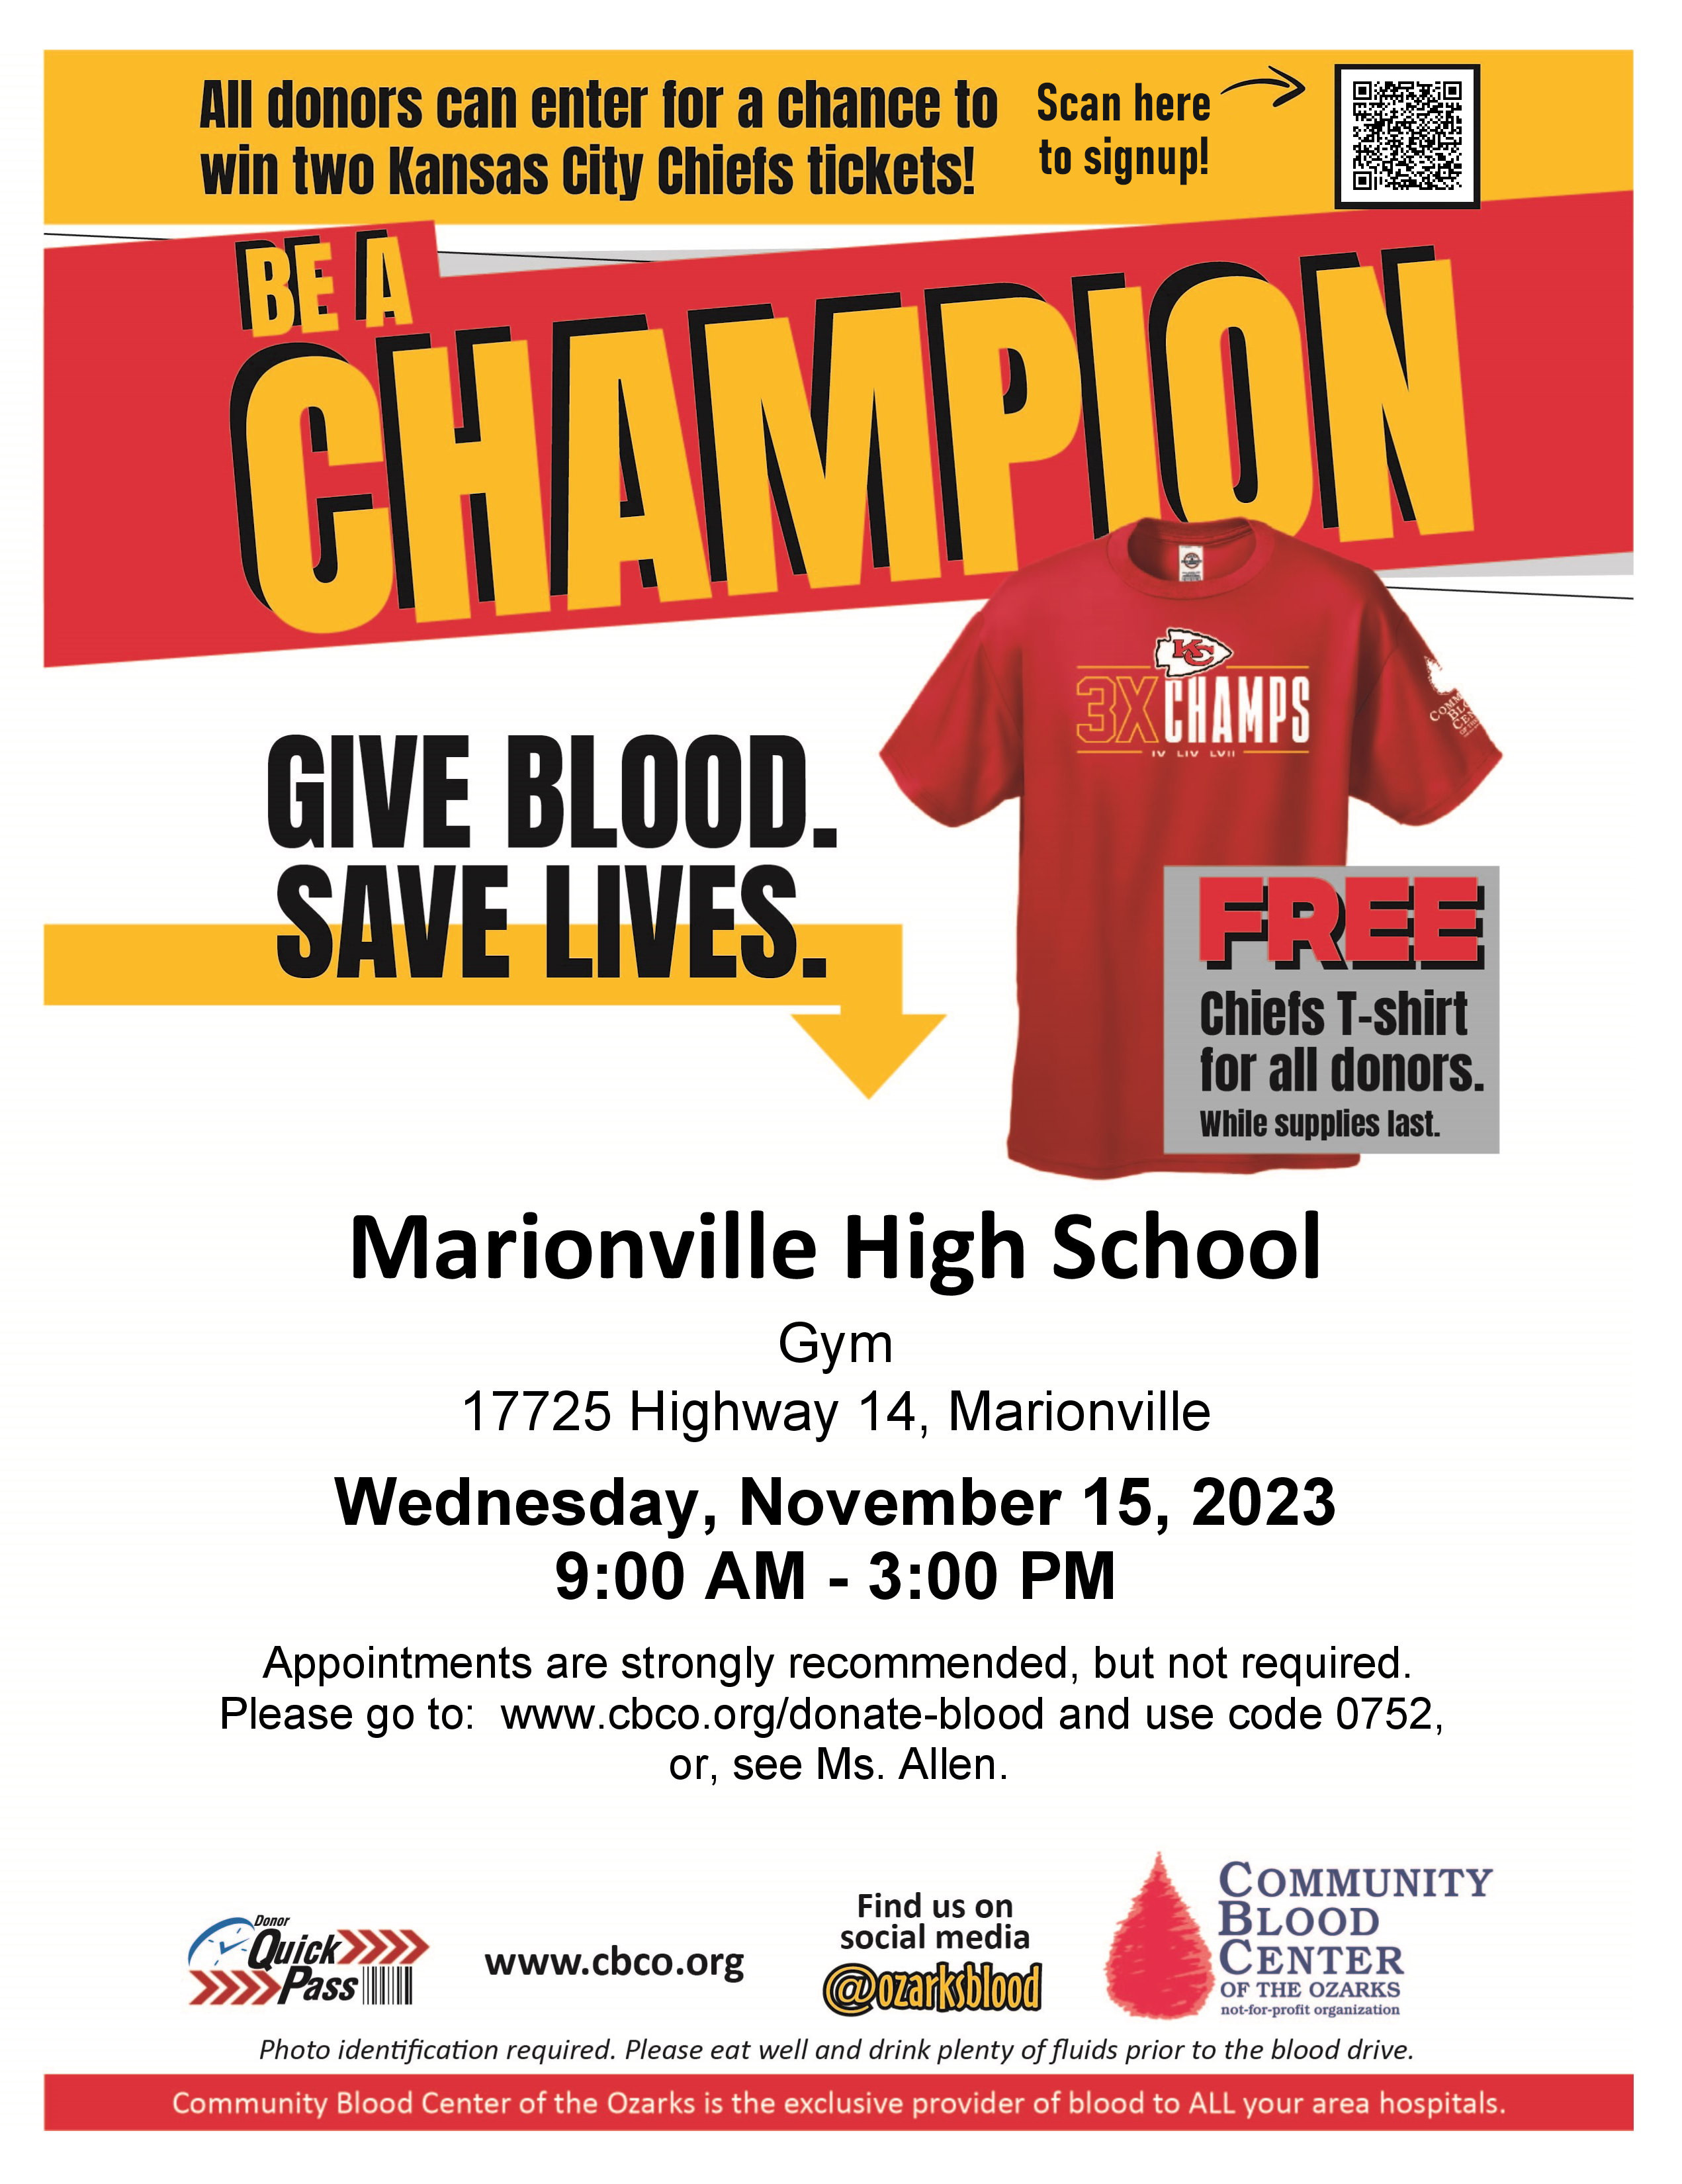 All donors can enter for a chance to
win two Kansas City Chiefs tickets!
Scan here
to signup!
BE A
CHAMPION
KC
3X CHAMPS
IV LIV LVII
GIVE BLOOD.
SAVE LIVES.
FREE
Chiefs T-shirt
for all donors.
While supplies last.
Marionville High School
Gym
17725 Highway 14, Marionville
Wednesday, November 15, 2023
9:00 AM - 3:00 PM
Appointments are strongly recommended, but not required.
Please go to: www.cbco.org/donate-blood and use code 0752,
or, see Ms. Allen.
Donor
Quick
Pass
www.cbco.org
Find us on
social media
@ozarksblood
COMMUNITY
BLOOD
CENTER
OF THE OZARKS
not-for-profit organization
Photo identification required. Please eat well and drink plenty of fluids prior to the blood drive.
Community Blood Center of the Ozarks is the exclusive provider of blood to ALL your area hospitals.